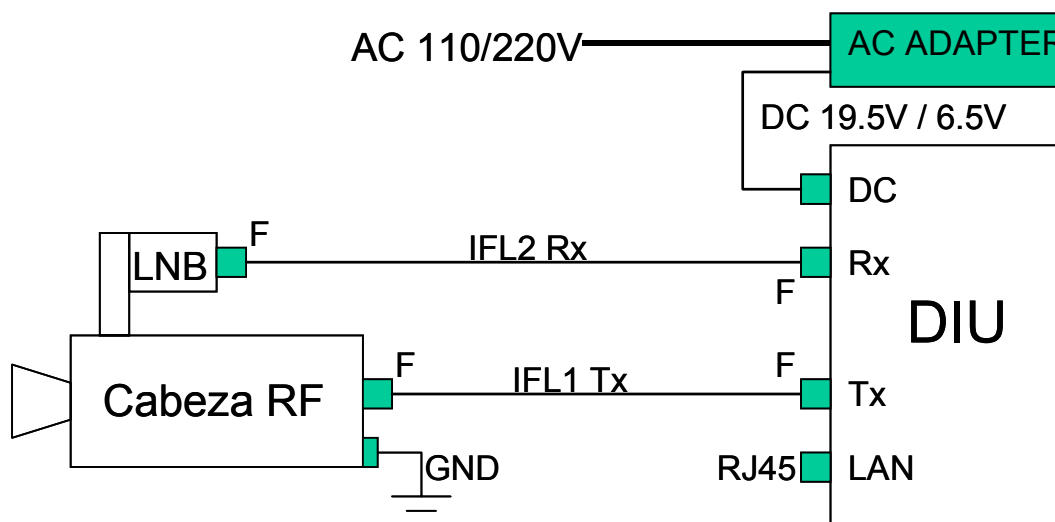 AC 110/220V
AC ADAPTER
DC 19.5V / 6.5V
DC
F
LNB
IFL2 Rx
F
Rx
DIU
Cabeza RF
F
IFL1 Tx
F
Tx
GND
RJ45
LAN